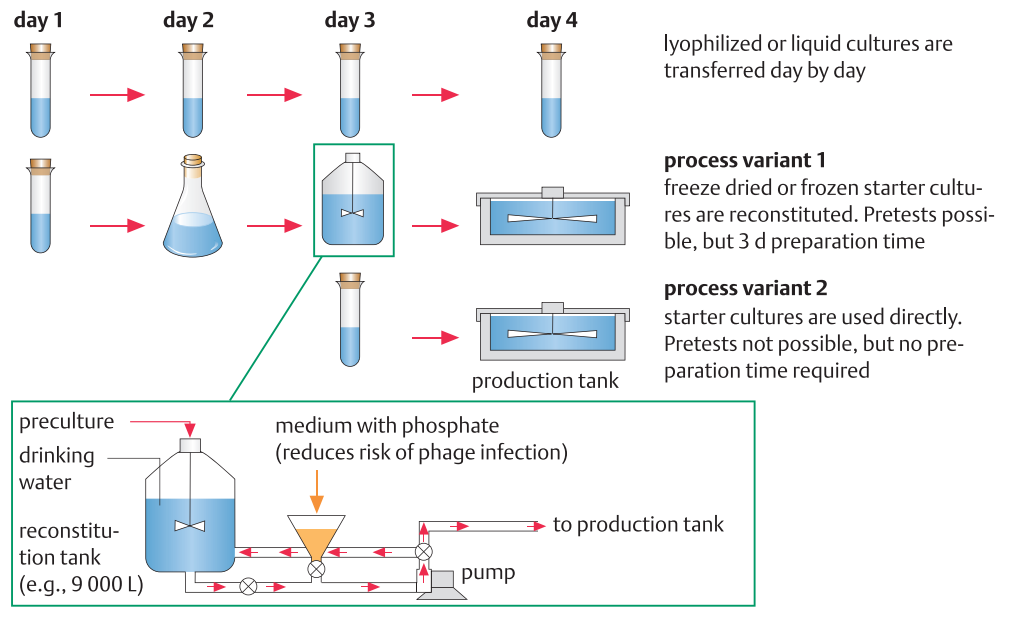 day 1
day 2
day 3
day 4
lyophilized or liquid cultures are
transferred day by day
process variant 1
freeze dried or frozen starter cultu-
res are reconstituted. Pretests possi-
ble, but 3 d preparation time
process variant 2
starter cultures are used directly.
Pretests not possible, but no pre-
paration time required
production tank
preculture
drinking
water
reconstitu-
tion tank
(e.g., 9 000 L)
medium with phosphate
(reduces risk of phage infection)
to production tank
pump